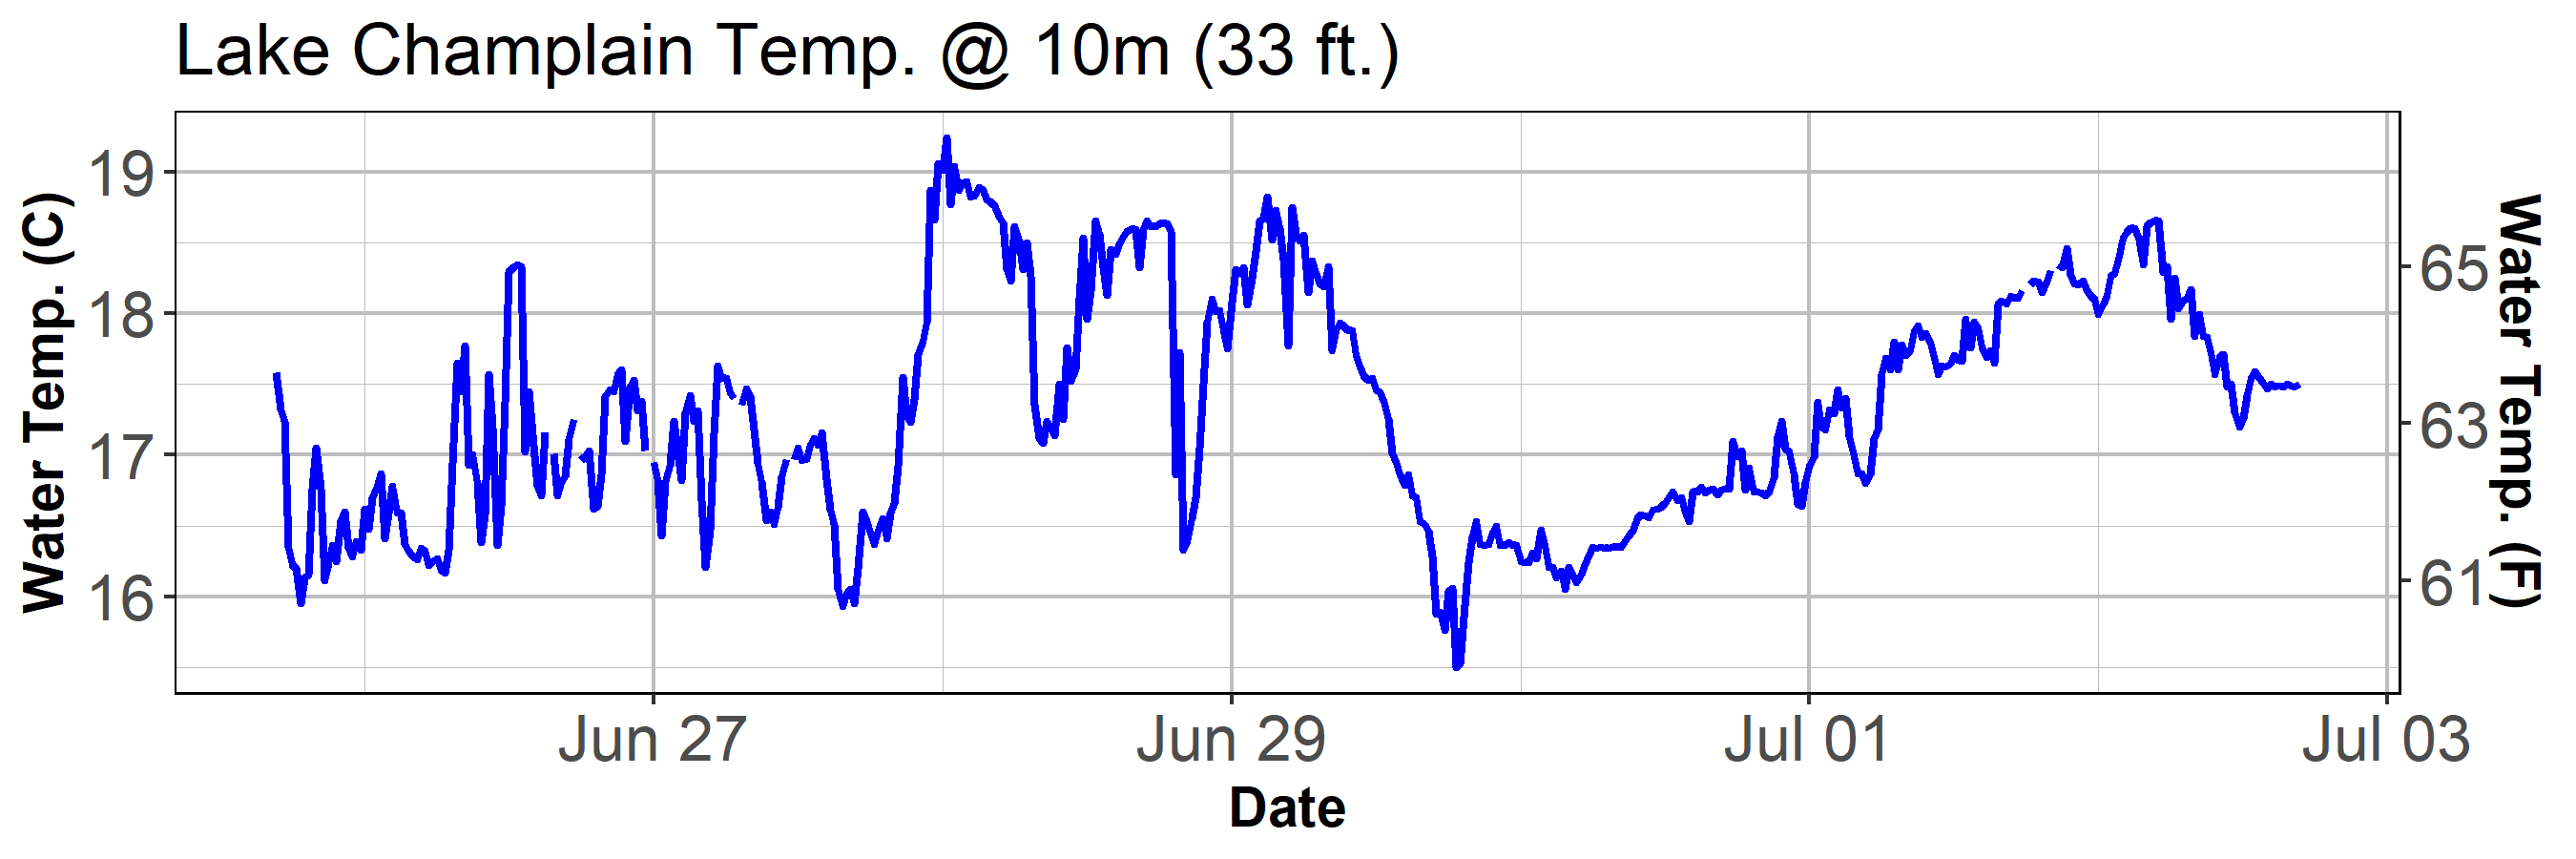 Lake Champlain Temp. @ 10m (33 ft.)
Water Temp. (C)
19
18
17
16
65
63
61
Water Temp. (F)
Jun 27
Jun 29
Jul 01
Jul 03
Date